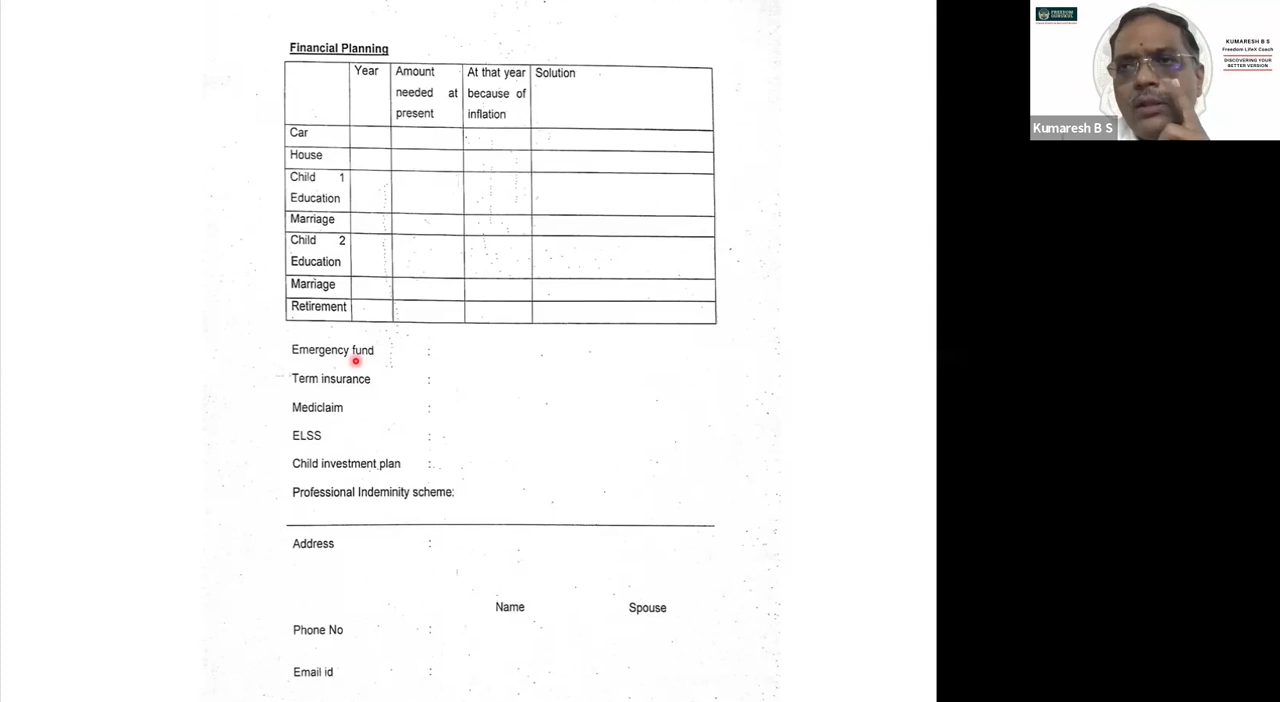 Financial Planning
Year
Amount needed at present
At that year because of inflation
Solution
Car
House
Child 1
Education
Marriage
Child 2
Education
Marriage
Retirement
Emergency fund :
Term insurance :
Mediclaim :
ELSS :
Child investment plan :
Professional Indeminity scheme:
Address :
Name Spouse
Phone No :
Email id :
FREEDOM
GURUKUL
KUMARESH B S
Freedom LifeX Coach
DISCOVERING YOUR
BETTER VERSION
Kumaresh B S